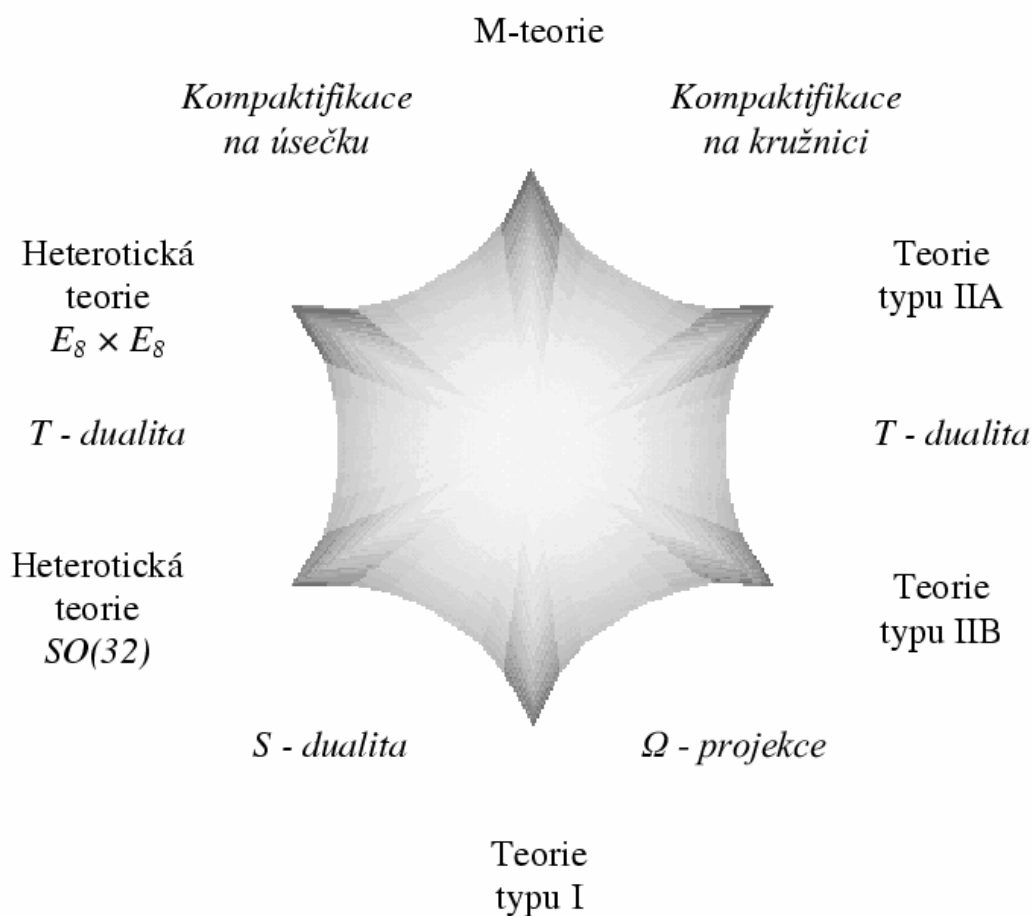 M-teorie
Kompaktifikace
na úsečku
Kompaktifikace
na kružnici
Heterotická
teorie
E₈ × E₈
Teorie
typu IIA
T - dualita
T - dualita
Heterotická
teorie
SO(32)
Teorie
typu IIB
S - dualita
Ω - projekce
Teorie
typu I